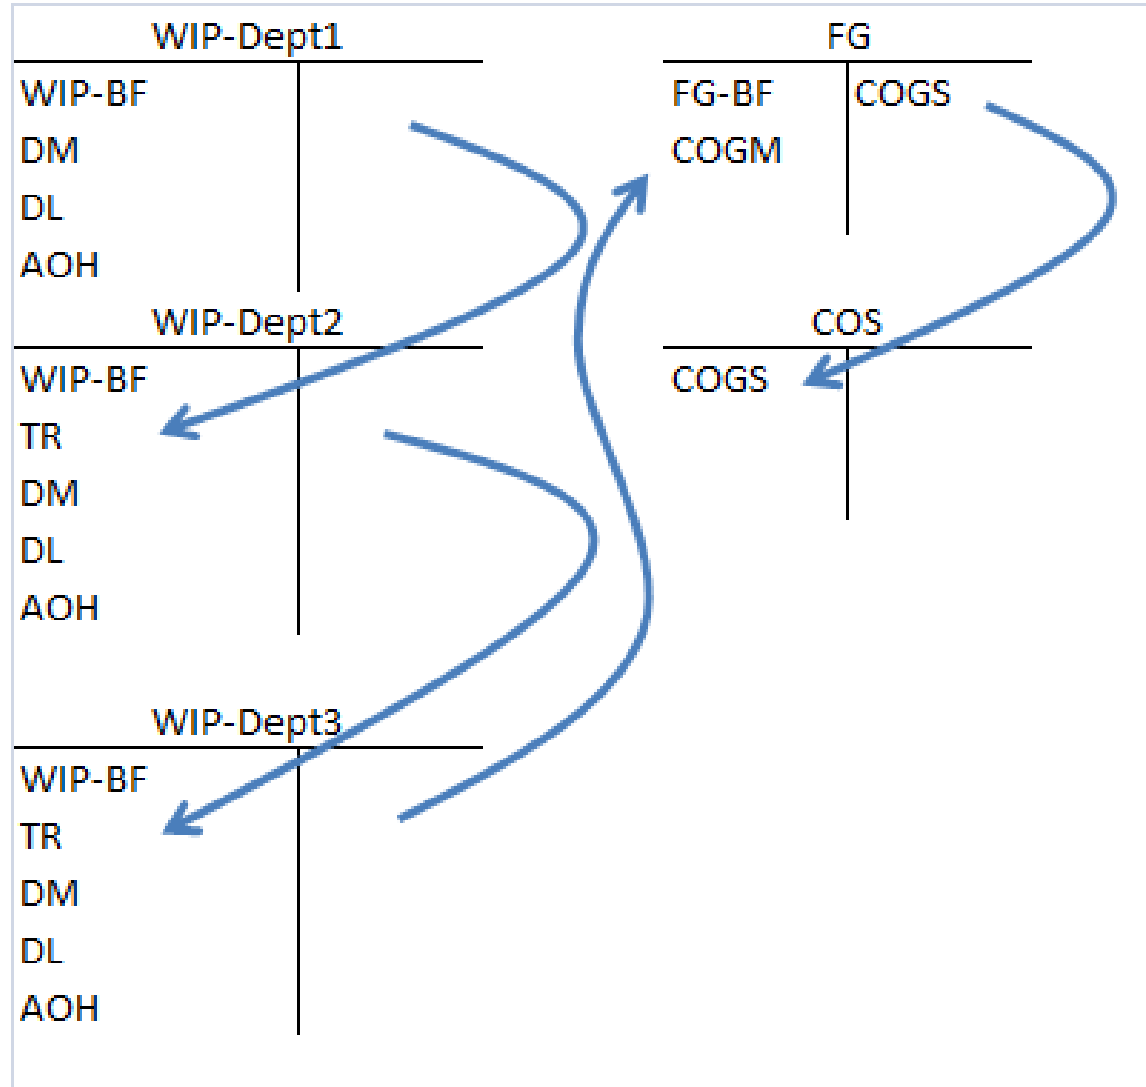 WIP-Dept1
WIP-BF
DM
DL
AOH
WIP-Dept2
WIP-BF
TR
DM
DL
AOH
WIP-Dept3
WIP-BF
TR
DM
DL
AOH
FG
FG-BF COGS
COGM
COS
COGS